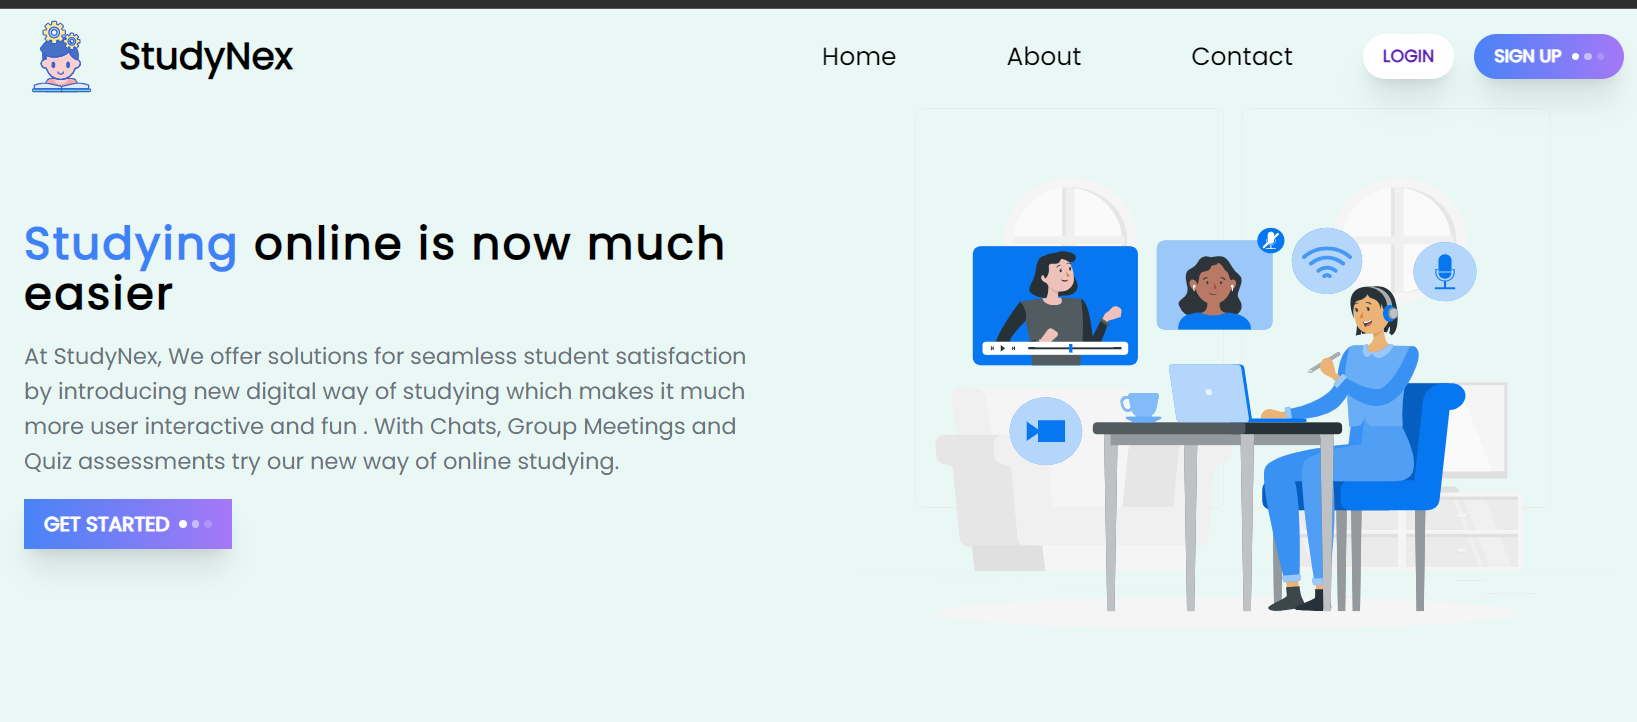 StudyNex
Home
About
Contact
LOGIN
SIGN UP
Studying online is now much
easier
At StudyNex, We offer solutions for seamless student satisfaction
by introducing new digital way of studying which makes it much
more user interactive and fun . With Chats, Group Meetings and
Quiz assessments try our new way of online studying.
GET STARTED